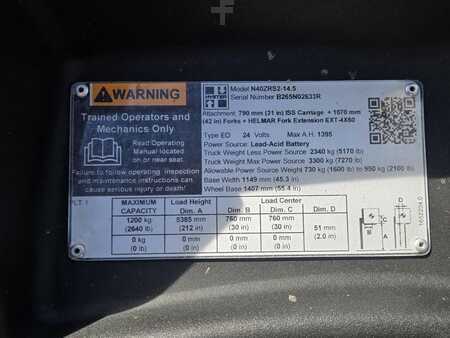 WARNING
Trained Operators and
Mechanics Only
Read Operating
Manual located
on or near seat.
Failure to follow operating, inspection
and maintenance instructions can
cause serious injury or death!
HYSTER
Model N40ZRS2-14.5
Serial Number B265N02633R
Attachment 790 mm (31 in) ISS Carriage + 1070 mm
(42 in) Forks + HELMAR Fork Extension EXT-4X60
Type ED 24 Volts Max A.H. 1395
Power Source: Lead-Acid Battery
Truck Weight Less Power Source: 2340 kg (5170 lb)
Truck Weight Max Power Source: 3300 kg (7270 lb)
Allowable Power Source Weight 730 kg (1600 lb) to 950 kg (2100 lb)
Base Width 1149 mm (45.3 in)
Wheel Base 1407 mm (55.4 in)
PLT 1
MAXIMUM CAPACITY
Load Height Dim. A
Load Center
Dim. B Dim. C
Dim. D
1200 kg 5385 mm 760 mm 760 mm
(2640 lb) (212 in) (30 in) (30 in)
0 kg 0 mm 0 mm 0 mm
(0 lb) (0 in) (0 in) (0 in)
51 mm
(2.0 in)
B
D
C
A